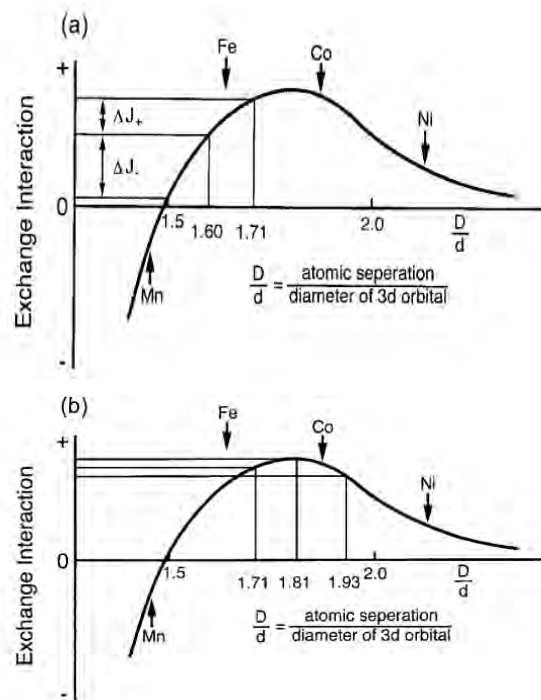 (a)
Fe
Co
+
ΔJ+
Ni
ΔJ-
Exchange Interaction
0
1.5
2.0
D/d
1.60
1.71
Mn
D/d = atomic seperation / diameter of 3d orbital
-
(b)
Fe
Co
+
Ni
Exchange Interaction
0
1.5
2.0
D/d
1.71
1.81
1.93
Mn
D/d = atomic seperation / diameter of 3d orbital
-